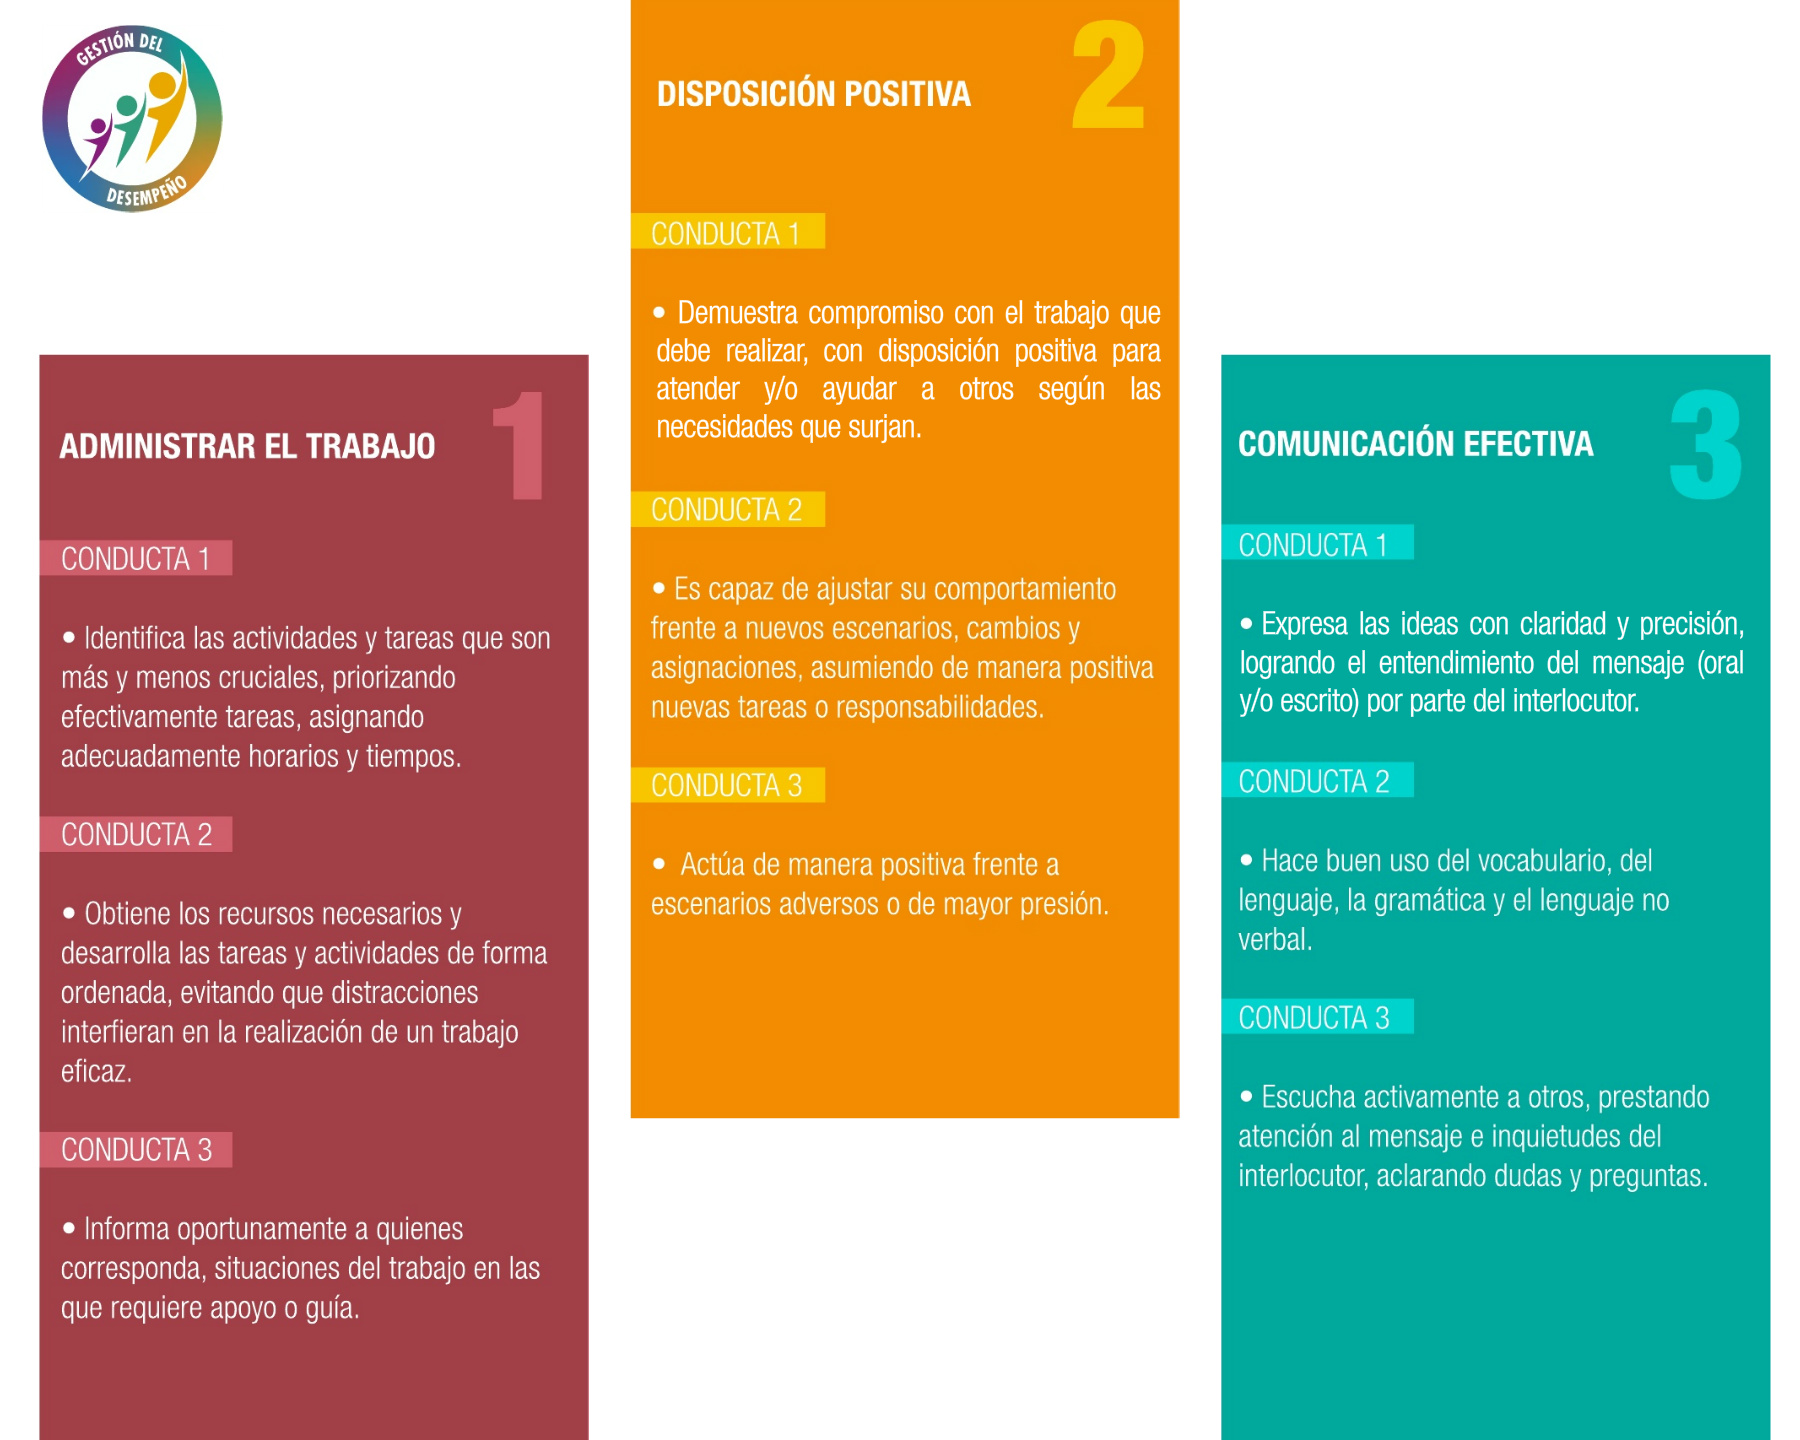 GESTIÓN DEL
DESEMPEÑO
ADMINISTRAR EL TRABAJO
1
CONDUCTA 1
• Identifica las actividades y tareas que son
más y menos cruciales, priorizando
efectivamente tareas, asignando
adecuadamente horarios y tiempos.
CONDUCTA 2
• Obtiene los recursos necesarios y
desarrolla las tareas y actividades de forma
ordenada, evitando que distracciones
interfieran en la realización de un trabajo
eficaz.
CONDUCTA 3
• Informa oportunamente a quienes
corresponda, situaciones del trabajo en las
que requiere apoyo o guía.
DISPOSICIÓN POSITIVA
2
CONDUCTA 1
• Demuestra compromiso con el trabajo que
debe realizar, con disposición positiva para
atender y/o ayudar a otros según las
necesidades que surjan.
CONDUCTA 2
• Es capaz de ajustar su comportamiento
frente a nuevos escenarios, cambios y
asignaciones, asumiendo de manera positiva
nuevas tareas o responsabilidades.
CONDUCTA 3
• Actúa de manera positiva frente a
escenarios adversos o de mayor presión.
COMUNICACIÓN EFECTIVA
3
CONDUCTA 1
• Expresa las ideas con claridad y precisión,
logrando el entendimiento del mensaje (oral
y/o escrito) por parte del interlocutor.
CONDUCTA 2
• Hace buen uso del vocabulario, del
lenguaje, la gramática y el lenguaje no
verbal.
CONDUCTA 3
• Escucha activamente a otros, prestando
atención al mensaje e inquietudes del
interlocutor, aclarando dudas y preguntas.